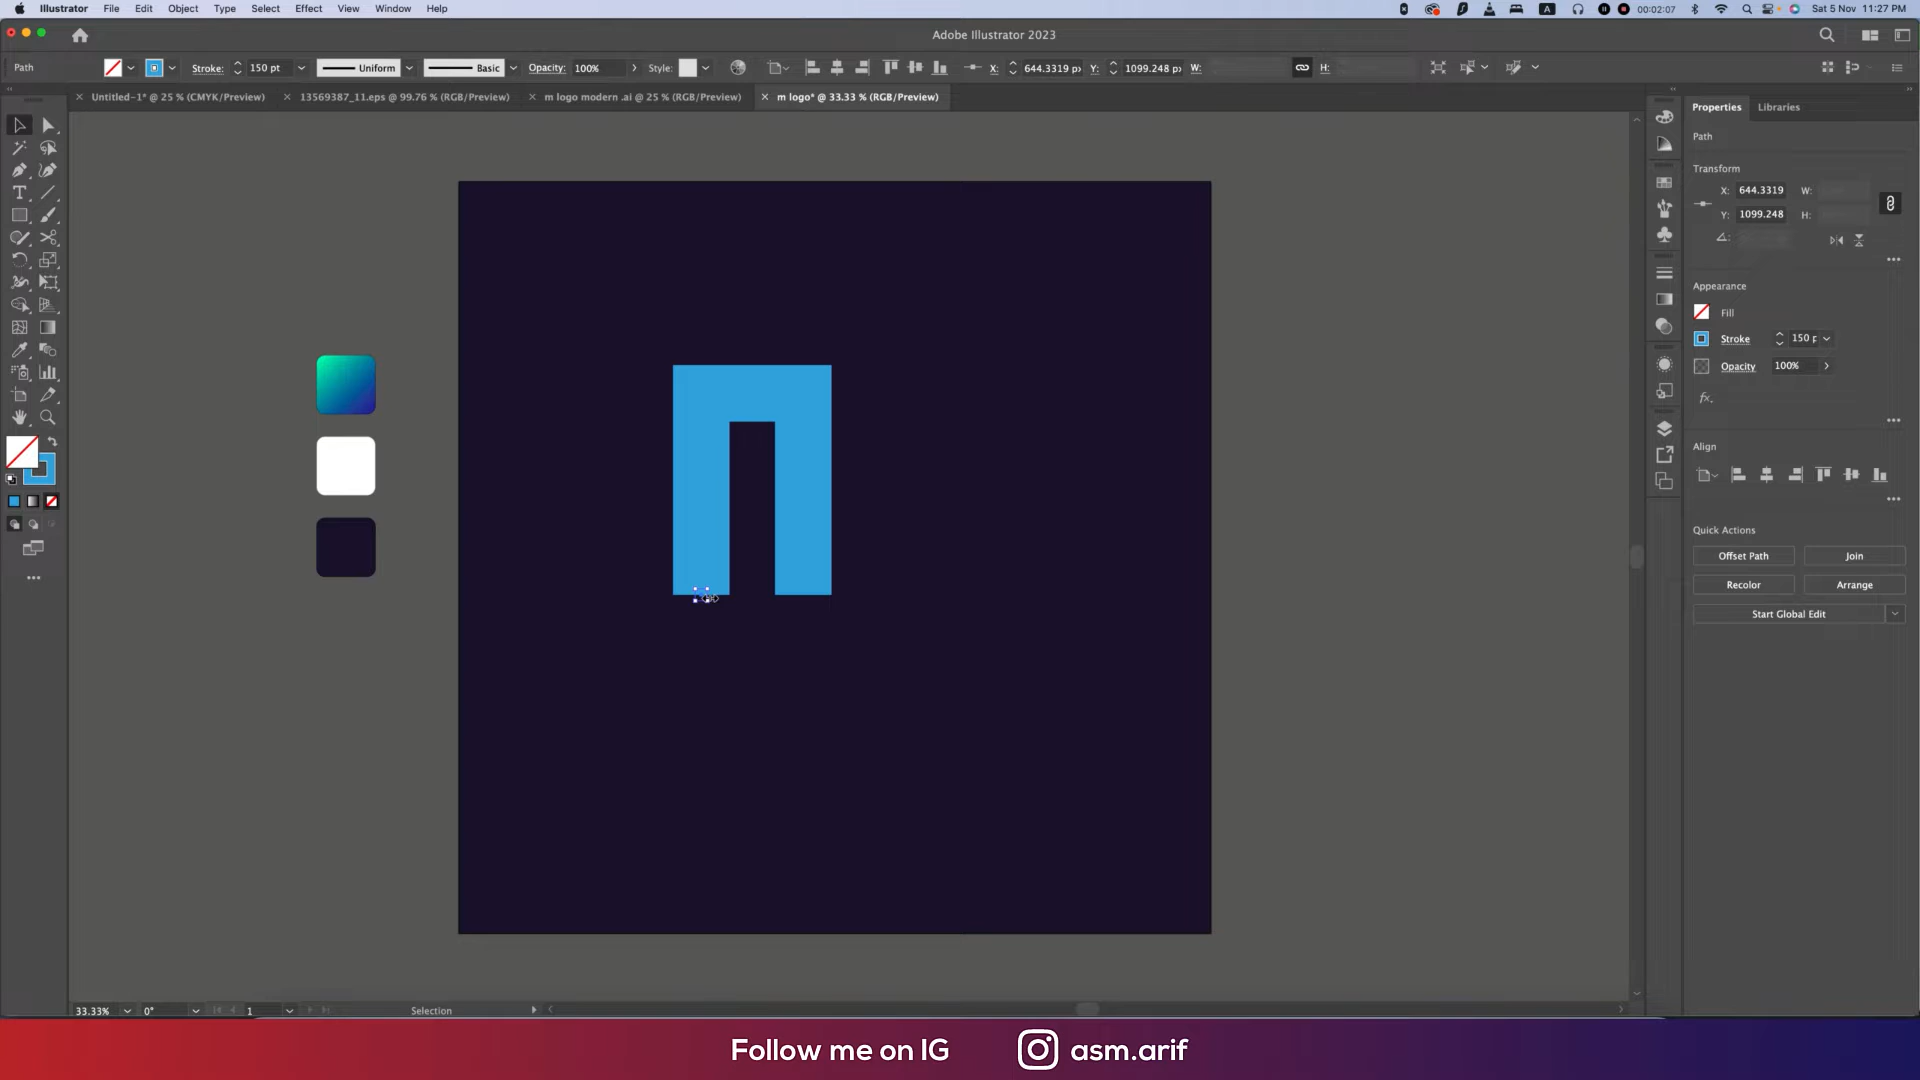 Illustrator File Edit Object Type Select Effect View Window Help
A 00:02:07 Sat 5 Nov 11:27 PM
Adobe Illustrator 2023
Path Stroke: 150 pt Uniform Basic Opacity: 100% Style: X: 644.3319 px Y: 1099.248 px W: H:
Untitled-1* @ 25 % (CMYK/Preview) 13569387_11.eps @ 99.76 % (RGB/Preview) m logo modern .ai @ 25 % (RGB/Preview) m logo* @ 33.33 % (RGB/Preview)
Properties Libraries
Path
Transform
X: 644.3319 W:
Y: 1099.248 H:
Appearance
Fill
Stroke 150 p
Opacity 100%
fx.
Align
Quick Actions
Offset Path Join
Recolor Arrange
Start Global Edit
33.33% 0° 1 Selection
Follow me on IG asm.arif